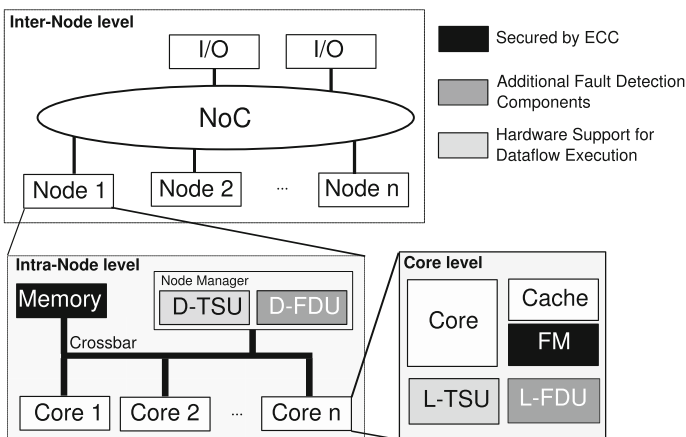 Inter-Node level
I/O
I/O
NoC
Node 1
Node 2
...
Node n
Secured by ECC
Additional Fault Detection
Components
Hardware Support for
Dataflow Execution
Intra-Node level
Memory
Node Manager
D-TSU
D-FDU
Crossbar
Core 1
Core 2
...
Core n
Core level
Core
Cache
FM
L-TSU
L-FDU